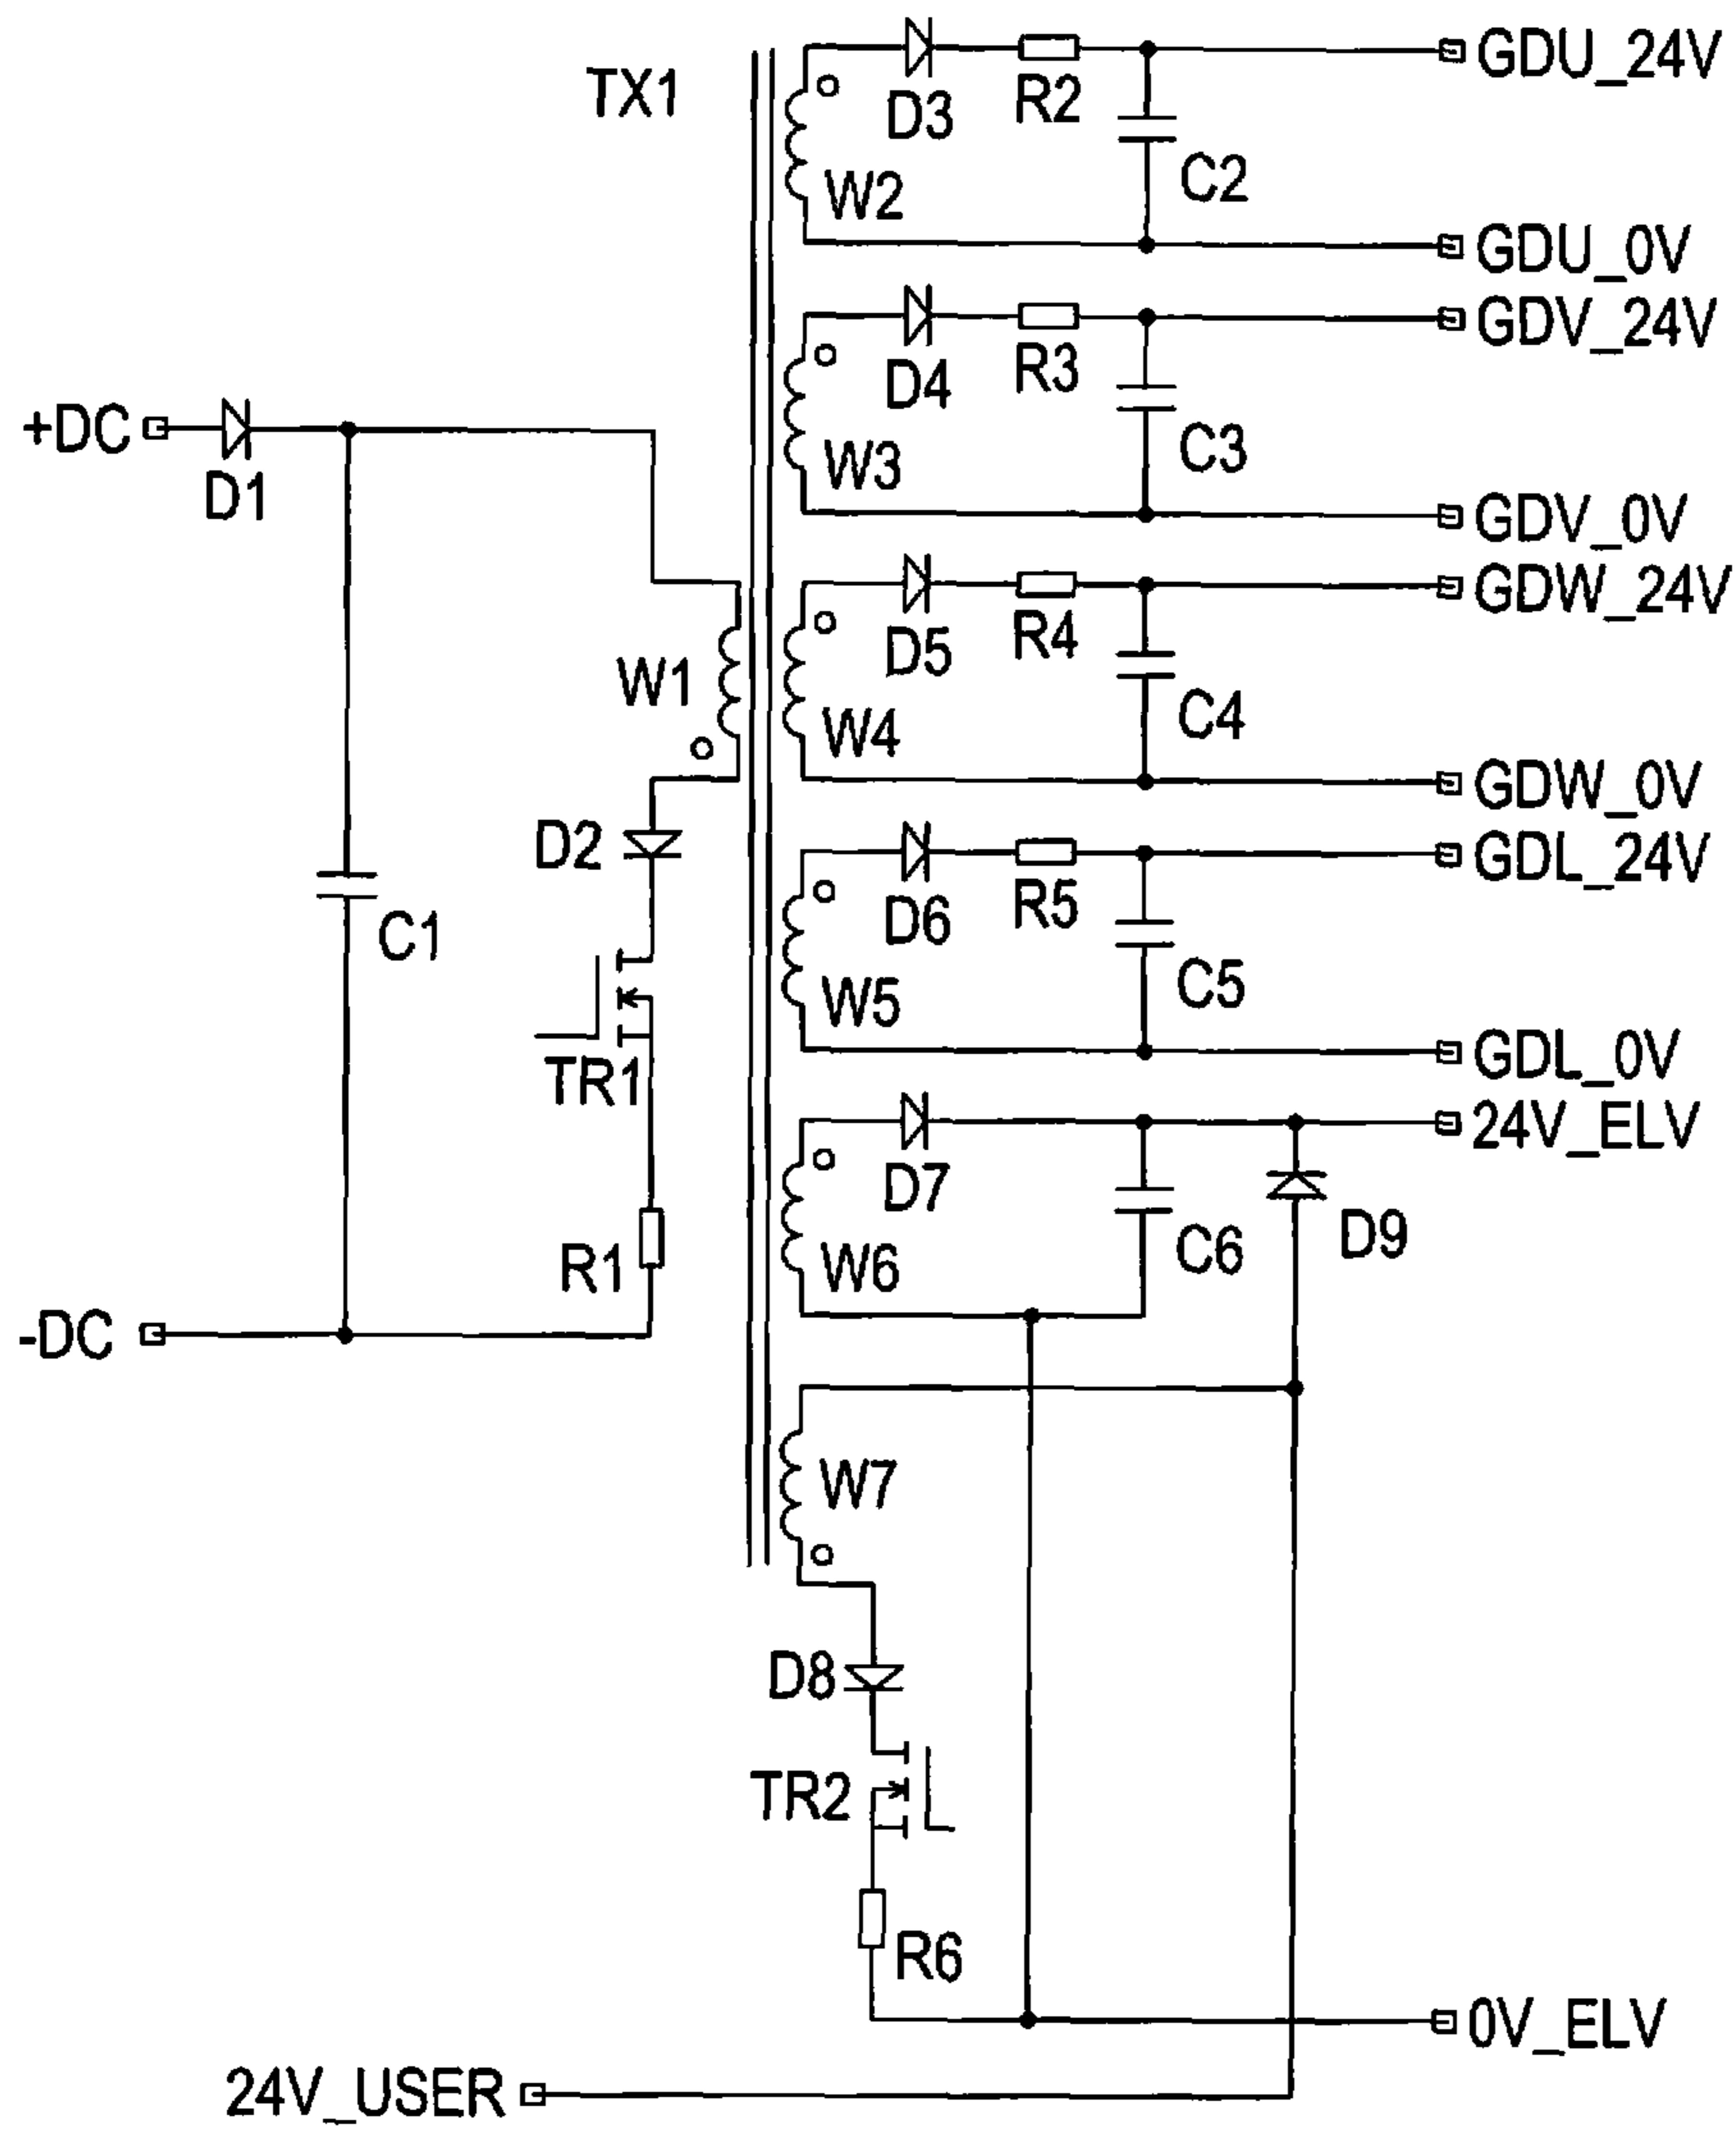 TX1
D3
R2
C2
W2
GDU_24V
GDU_0V
D4
R3
C3
W3
GDV_24V
GDV_0V
+DC
D1
W1
D5
R4
C4
W4
GDW_24V
GDW_0V
D2
C1
TR1
R1
-DC
D6
R5
C5
W5
GDL_24V
GDL_0V
D7
C6
D9
W6
24V_ELV
W7
D8
TR2
R6
0V_ELV
24V_USER